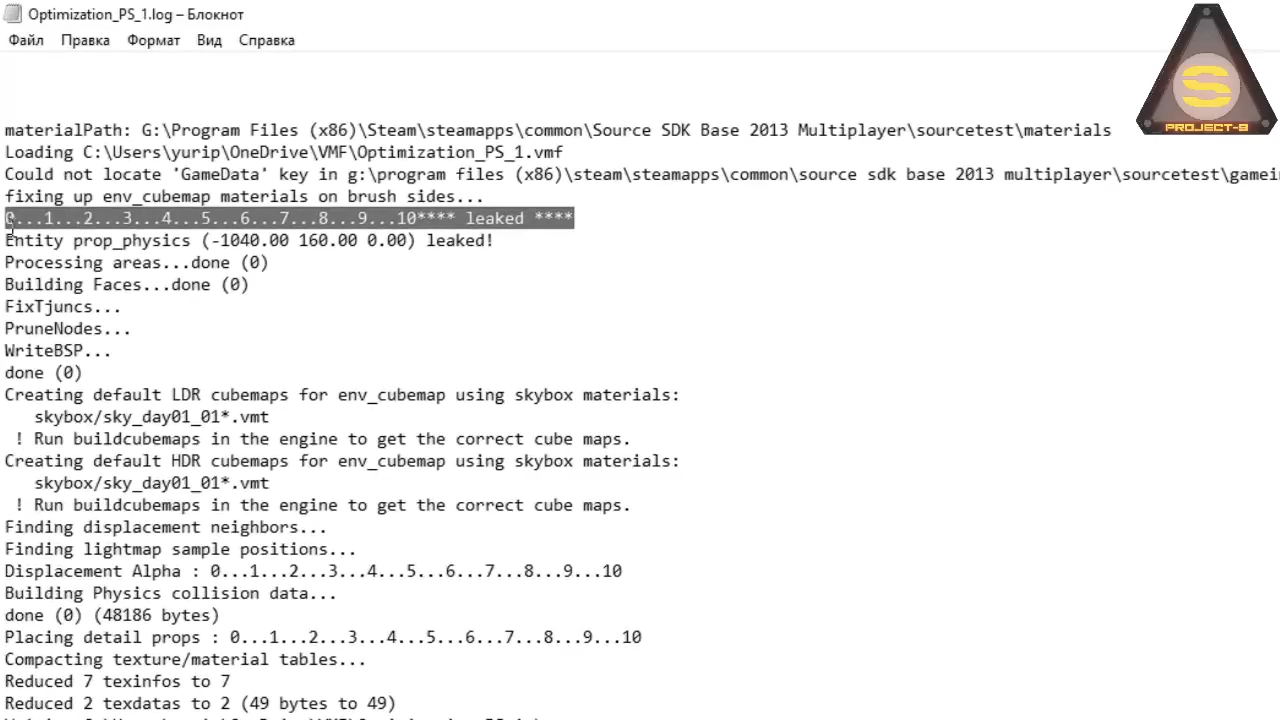 Optimization_PS_1.log – Блокнот
Файл Правка Формат Вид Справка
S
PROJECT-8
materialPath: G:\Program Files (x86)\Steam\steamapps\common\Source SDK Base 2013 Multiplayer\sourcetest\materials
Loading C:\Users\yurip\OneDrive\VMF\Optimization_PS_1.vmf
Could not locate 'GameData' key in g:\program files (x86)\steam\steamapps\common\source sdk base 2013 multiplayer\sourcetest\gamei
fixing up env_cubemap materials on brush sides...
0...1...2...3...4...5...6...7...8...9...10**** leaked ****
Entity prop_physics (-1040.00 160.00 0.00) leaked!
Processing areas...done (0)
Building Faces...done (0)
FixTjuncs...
PruneNodes...
WriteBSP...
done (0)
Creating default LDR cubemaps for env_cubemap using skybox materials:
skybox/sky_day01_01*.vmt
! Run buildcubemaps in the engine to get the correct cube maps.
Creating default HDR cubemaps for env_cubemap using skybox materials:
skybox/sky_day01_01*.vmt
! Run buildcubemaps in the engine to get the correct cube maps.
Finding displacement neighbors...
Finding lightmap sample positions...
Displacement Alpha : 0...1...2...3...4...5...6...7...8...9...10
Building Physics collision data...
done (0) (48186 bytes)
Placing detail props : 0...1...2...3...4...5...6...7...8...9...10
Compacting texture/material tables...
Reduced 7 texinfos to 7
Reduced 2 texdatas to 2 (49 bytes to 49)